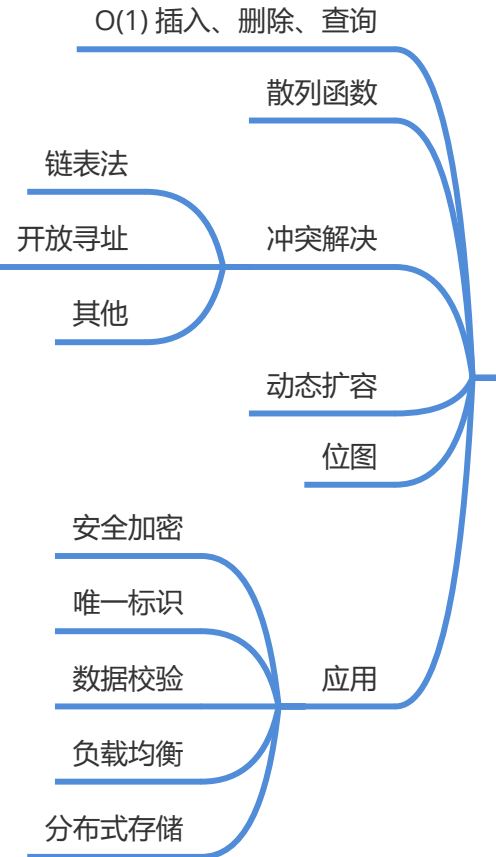 O(1) 插入、删除、查询
散列函数
链表法
开放寻址
冲突解决
其他
动态扩容
位图
安全加密
唯一标识
数据校验
应用
负载均衡
分布式存储